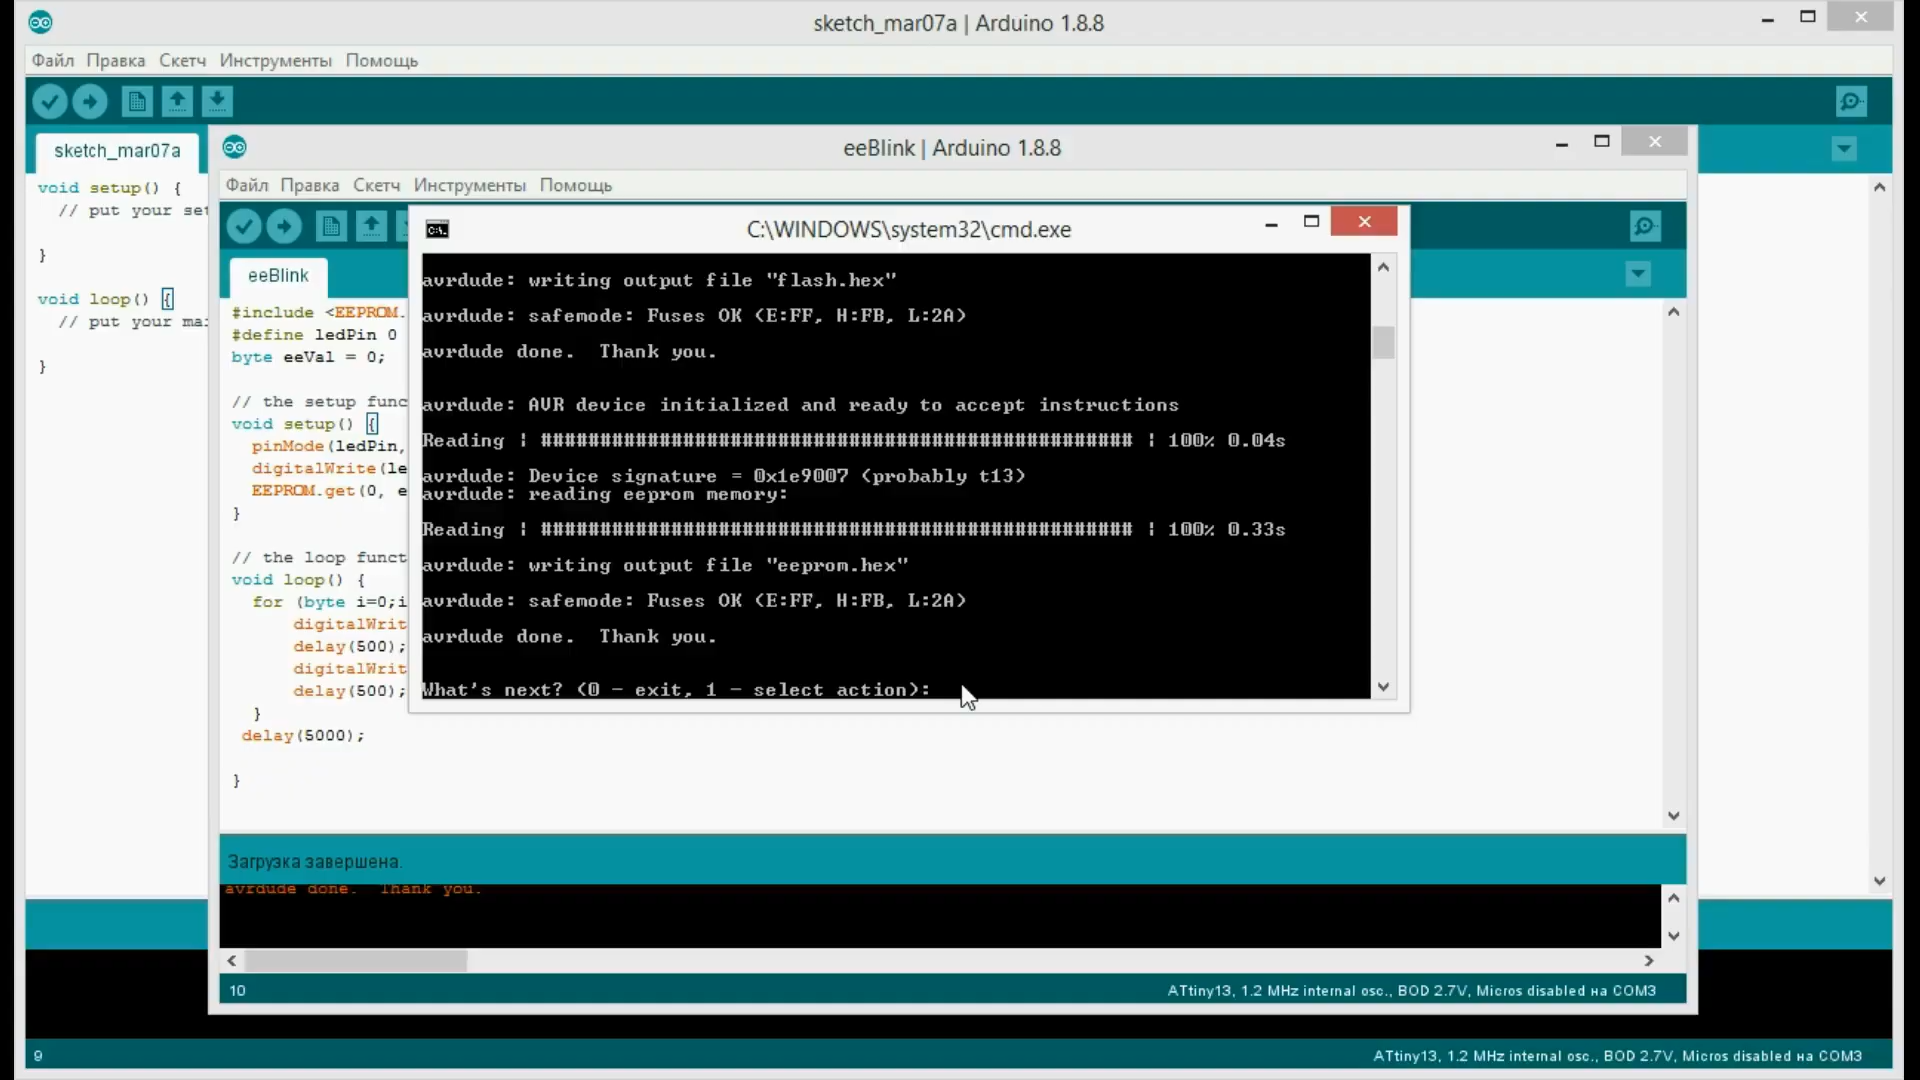 sketch_mar07a | Arduino 1.8.8
Файл Правка Скетч Инструменты Помощь
sketch_mar07a
void setup() {
// put your set
}
void loop() {
// put your mai
}
eeBlink | Arduino 1.8.8
Файл Правка Скетч Инструменты Помощь
eeBlink
#include <EEPROM.
#define ledPin 0
byte eeVal = 0;
// the setup func
void setup() {
pinMode(ledPin,
digitalWrite(le
EEPROM.get(0, e
}
// the loop funct
void loop() {
for (byte i=0;i
digitalWrit
delay(500);
digitalWrit
delay(500);
}
delay(5000);
}
C:\WINDOWS\system32\cmd.exe
avrdude: writing output file "flash.hex"
avrdude: safemode: Fuses OK (E:FF, H:FB, L:2A)
avrdude done.  Thank you.
avrdude: AVR device initialized and ready to accept instructions
Reading | ################################################## | 100% 0.04s
avrdude: Device signature = 0x1e9007 (probably t13)
avrdude: reading eeprom memory:
Reading | ################################################## | 100% 0.33s
avrdude: writing output file "eeprom.hex"
avrdude: safemode: Fuses OK (E:FF, H:FB, L:2A)
avrdude done.  Thank you.
What's next? (0 - exit, 1 - select action):
Загрузка завершена.
avrdude done.  Thank you.
10
ATtiny13, 1.2 MHz internal osc., BOD 2.7V, Micros disabled на COM3
9
ATtiny13, 1.2 MHz internal osc., BOD 2.7V, Micros disabled на COM3